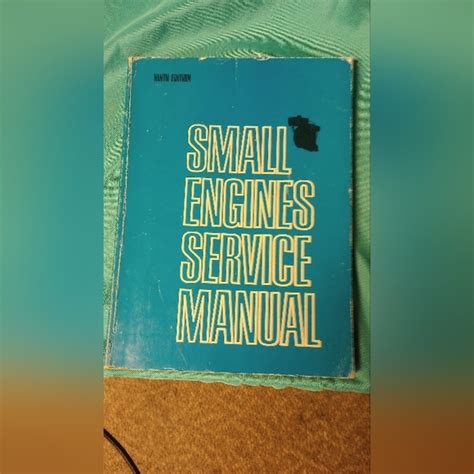 NINTH EDITION
SMALL
ENGINES
SERVICE
MANUAL